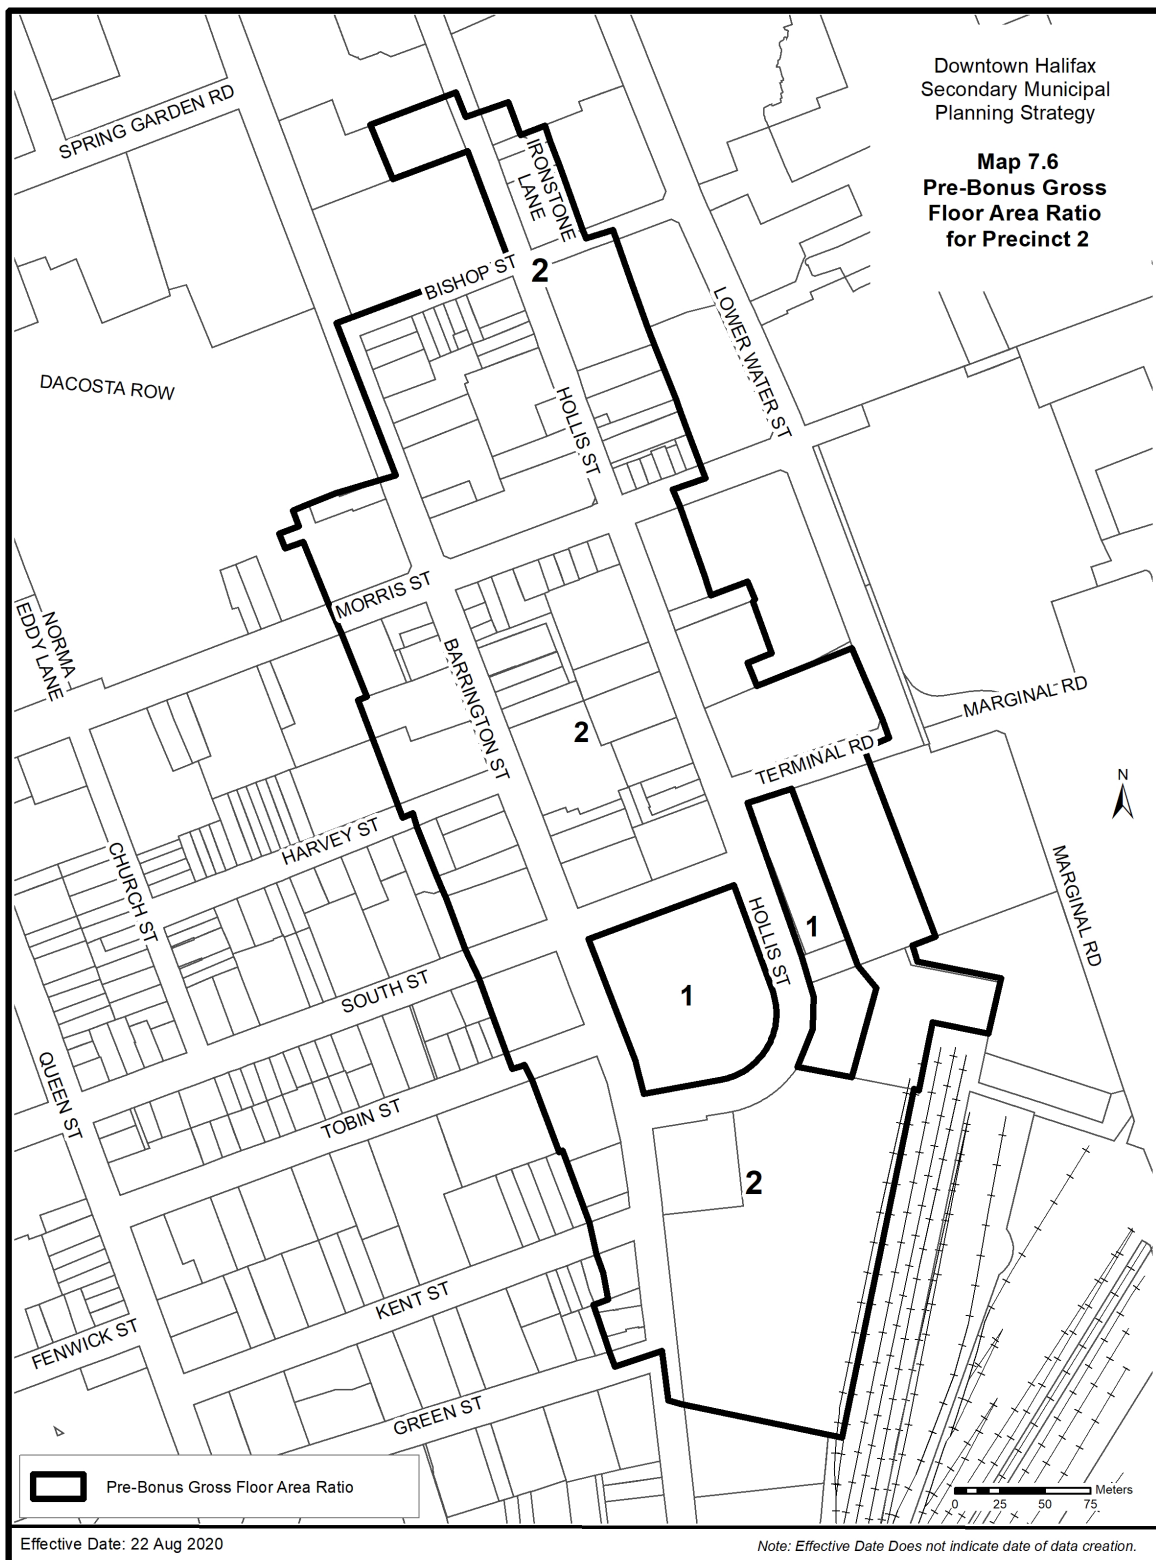 Downtown Halifax
Secondary Municipal
Planning Strategy
Map 7.6
Pre-Bonus Gross
Floor Area Ratio
for Precinct 2
SPRING GARDEN RD
IRONSTONE
LANE
BISHOP ST
2
LOWER WATER ST
DACOSTA ROW
HOLLIS ST
MORRIS ST
NORMA
EDDY LANE
BARRINGTON ST
MARGINAL RD
2
TERMINAL RD
N
HARVEY ST
CHURCH ST
MARGINAL RD
HOLLIS ST
1
1
SOUTH ST
QUEEN ST
TOBIN ST
2
KENT ST
FENWICK ST
GREEN ST
Pre-Bonus Gross Floor Area Ratio
Meters
0 25 50 75
Effective Date: 22 Aug 2020
Note: Effective Date Does not indicate date of data creation.